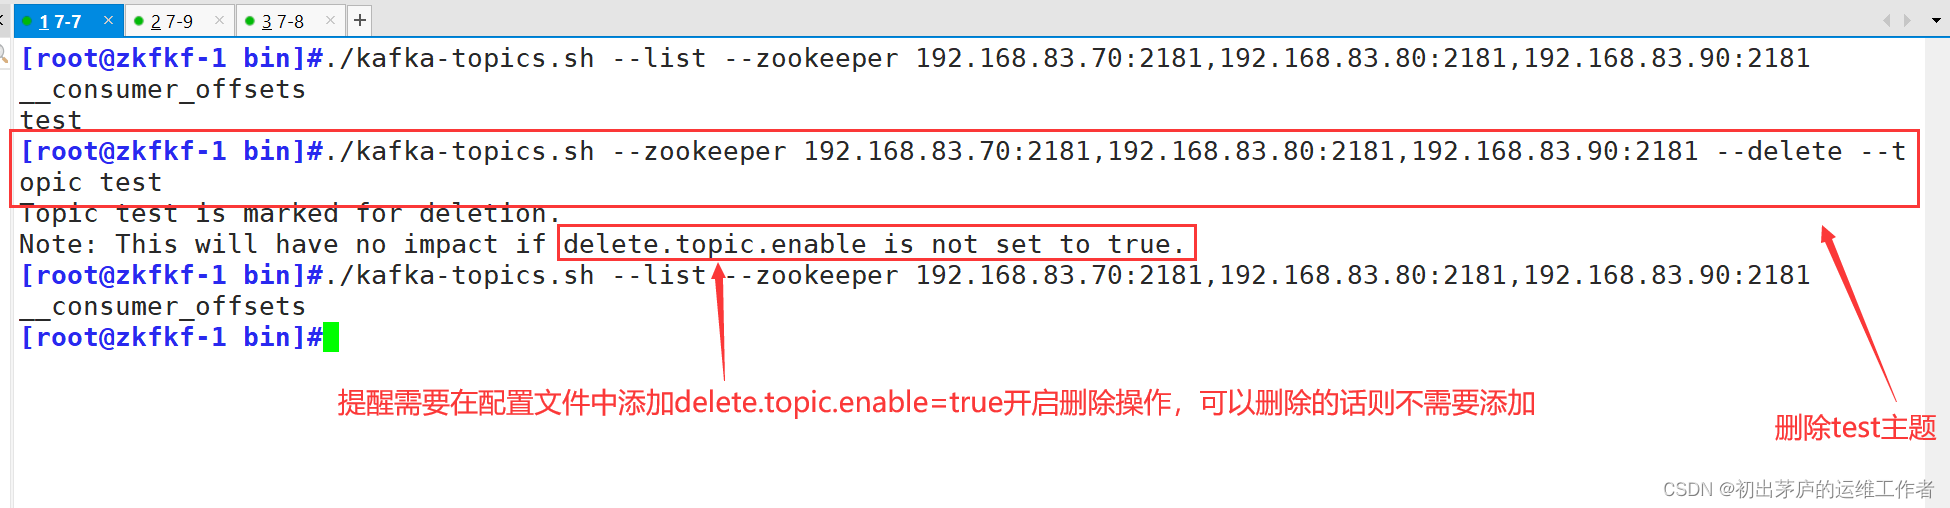 1 7-7 × 2 7-9 × 3 7-8 × +
[root@zkfkf-1 bin]#./kafka-topics.sh --list --zookeeper 192.168.83.70:2181,192.168.83.80:2181,192.168.83.90:2181
__consumer_offsets
test
[root@zkfkf-1 bin]#./kafka-topics.sh --zookeeper 192.168.83.70:2181,192.168.83.80:2181,192.168.83.90:2181 --delete --t
opic test
Topic test is marked for deletion.
Note: This will have no impact if delete.topic.enable is not set to true.
[root@zkfkf-1 bin]#./kafka-topics.sh --list --zookeeper 192.168.83.70:2181,192.168.83.80:2181,192.168.83.90:2181
__consumer_offsets
[root@zkfkf-1 bin]#
提醒需要在配置文件中添加delete.topic.enable=true开启删除操作，可以删除的话则不需要添加
删除test主题
CSDN @初出茅庐的运维工作者